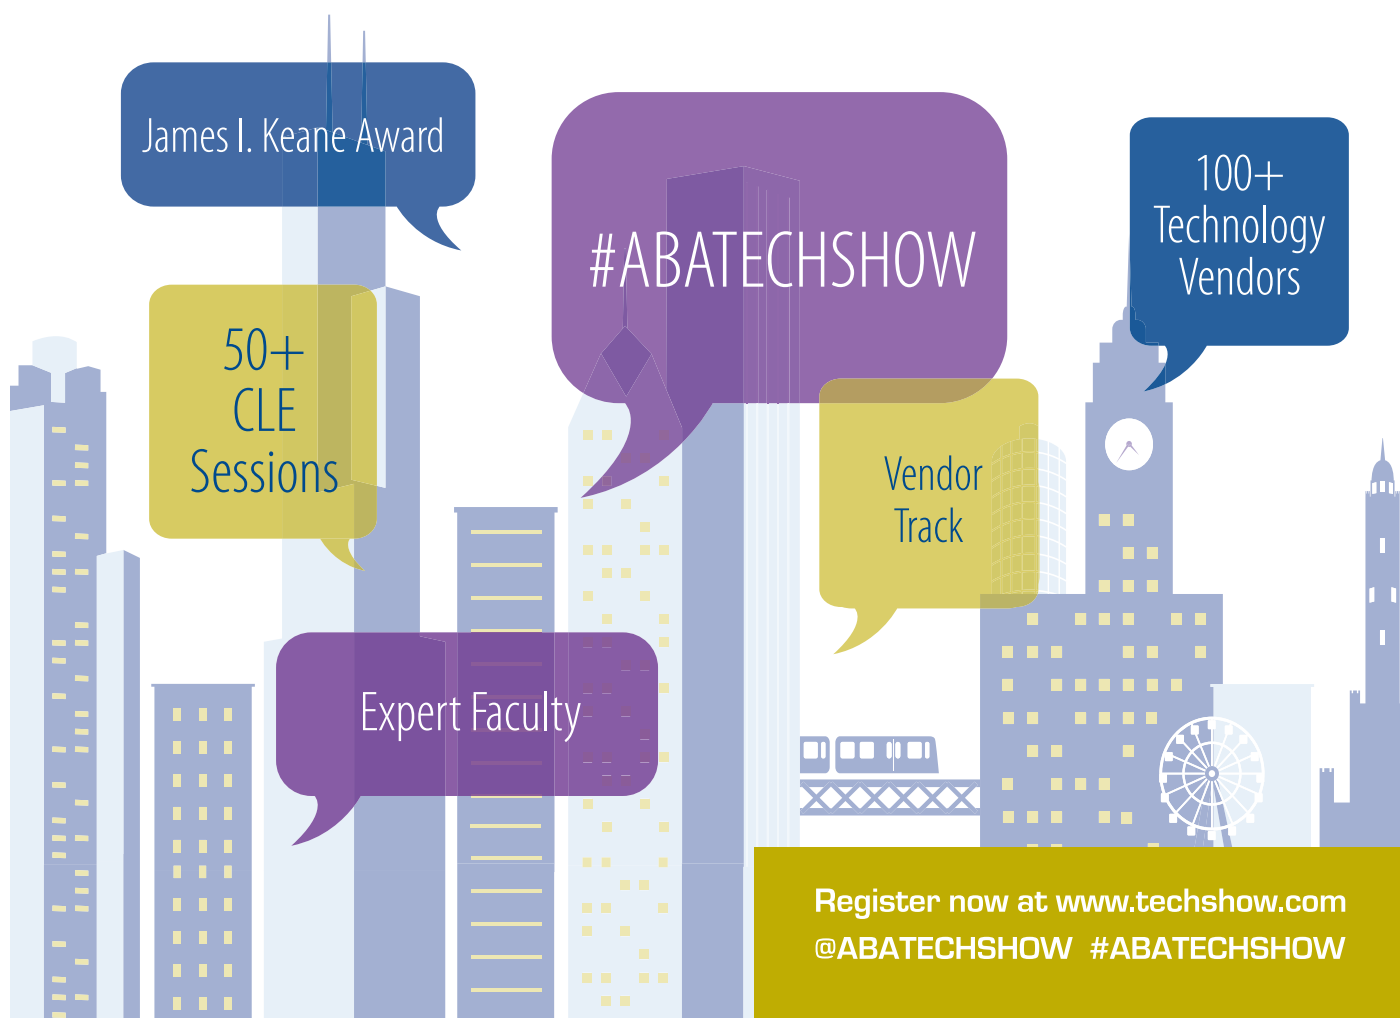 James I. Keane Award
#ABATECHSHOW
100+
Technology
Vendors
50+
CLE
Sessions
Vendor
Track
Expert Faculty
Register now at www.techshow.com
@ABATECHSHOW #ABATECHSHOW